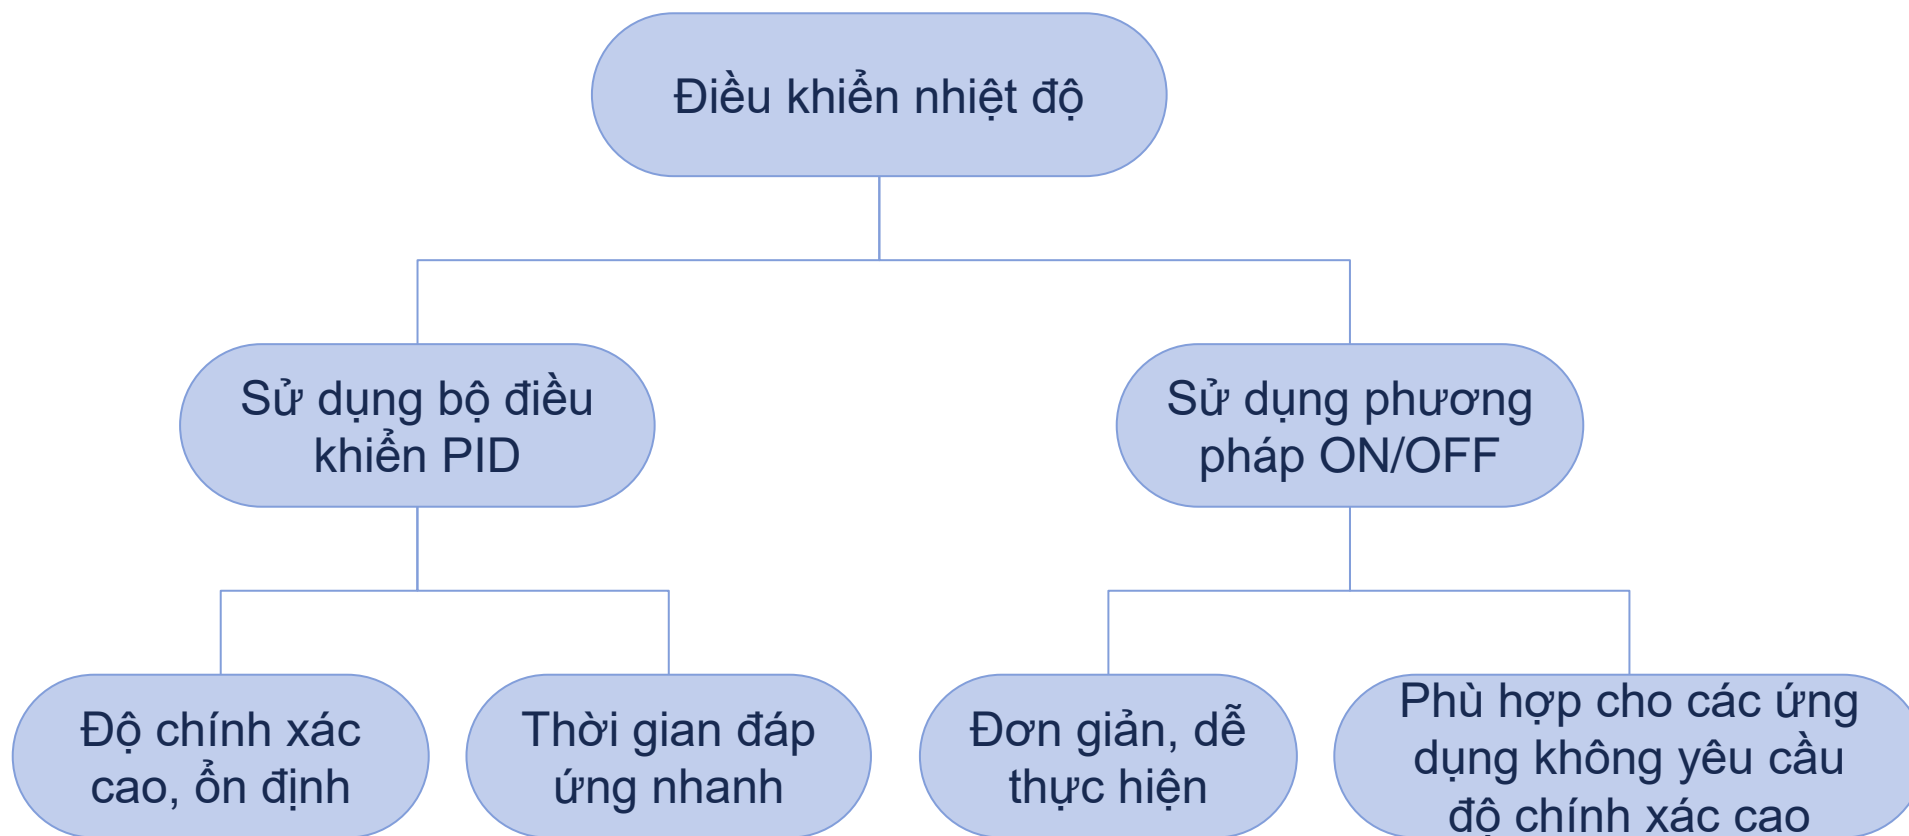 Điều khiển nhiệt độ
Sử dụng bộ điều
khiển PID
Sử dụng phương
pháp ON/OFF
Độ chính xác
cao, ổn định
Thời gian đáp
ứng nhanh
Đơn giản, dễ
thực hiện
Phù hợp cho các ứng
dụng không yêu cầu
độ chính xác cao